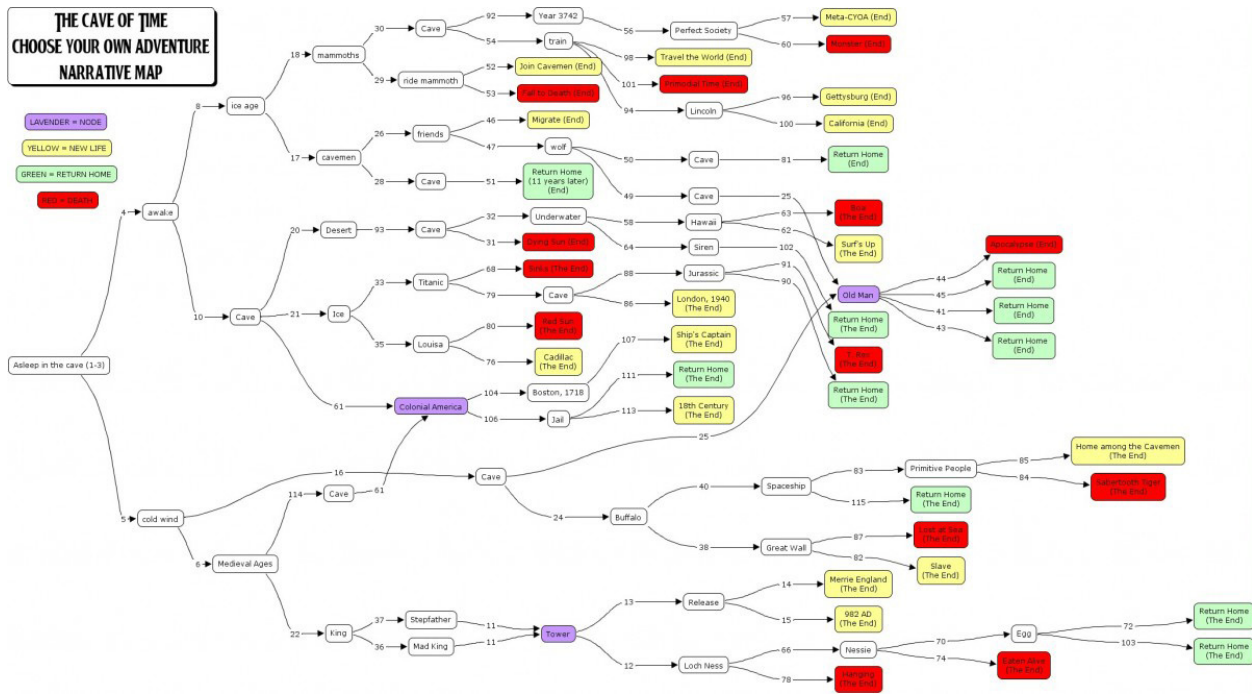 THE CAVE OF TIME
CHOOSE YOUR OWN ADVENTURE
NARRATIVE MAP
LAVENDER = NODE
YELLOW = NEW LIFE
GREEN = RETURN HOME
RED = DEATH
Asleep in the cave (1-3)
4
awake
5
cold wind
8
ice age
10
Cave
18
mammoths
17
cavemen
30
Cave
29
ride mammoth
92
Year 3742
54
train
56
Perfect Society
57
Meta-CYOA (End)
60
Monster (End)
98
Travel the World (End)
101
Primodial Time (End)
94
Lincoln
96
Gettysburg (End)
100
California (End)
52
Join Cavemen (End)
53
Fall to Death (End)
26
friends
28
Cave
46
Migrate (End)
47
wolf
50
Cave
81
Return Home
(End)
49
Cave
25
51
Return Home
(11 years later)
(End)
20
Desert
93
Cave
32
Underwater
31
Dying Sun (End)
58
Hawaii
64
Siren
63
62
Surf's Up
(The End)
102
Return Home
(The End)
21
Ice
33
Titanic
35
Louisa
68
Sinks (The End)
79
Cave
88
Jurassic
86
London, 1940
(The End)
91
T. Rex
(The End)
90
Return Home
(The End)
80
Red Sun
(The End)
76
Cadillac
(The End)
61
Colonial America
104
Boston, 1718
106
Jail
107
Ship's Captain
(The End)
111
Return Home
(The End)
113
18th Century
(The End)
Old Man
44
Apocalypse (End)
45
Return Home
(End)
41
Return Home
(End)
43
Return Home
(End)
16
Cave
25
24
Buffalo
40
Spaceship
38
Great Wall
83
Primitive People
115
Return Home
(The End)
85
Home among the Cavemen
(The End)
84
Sabertooth Tiger
(The End)
87
Lost at Sea
(The End)
82
Slave
(The End)
6
Medieval Ages
114
Cave
61
22
King
37
Stepfather
36
Mad King
11
11
Tower
13
Release
12
Loch Ness
14
Merrie England
(The End)
15
982 AD
(The End)
66
Nessie
78
Hanging
(The End)
70
Egg
74
Eaten Alive
(The End)
72
Return Home
(The End)
103
Return Home
(The End)